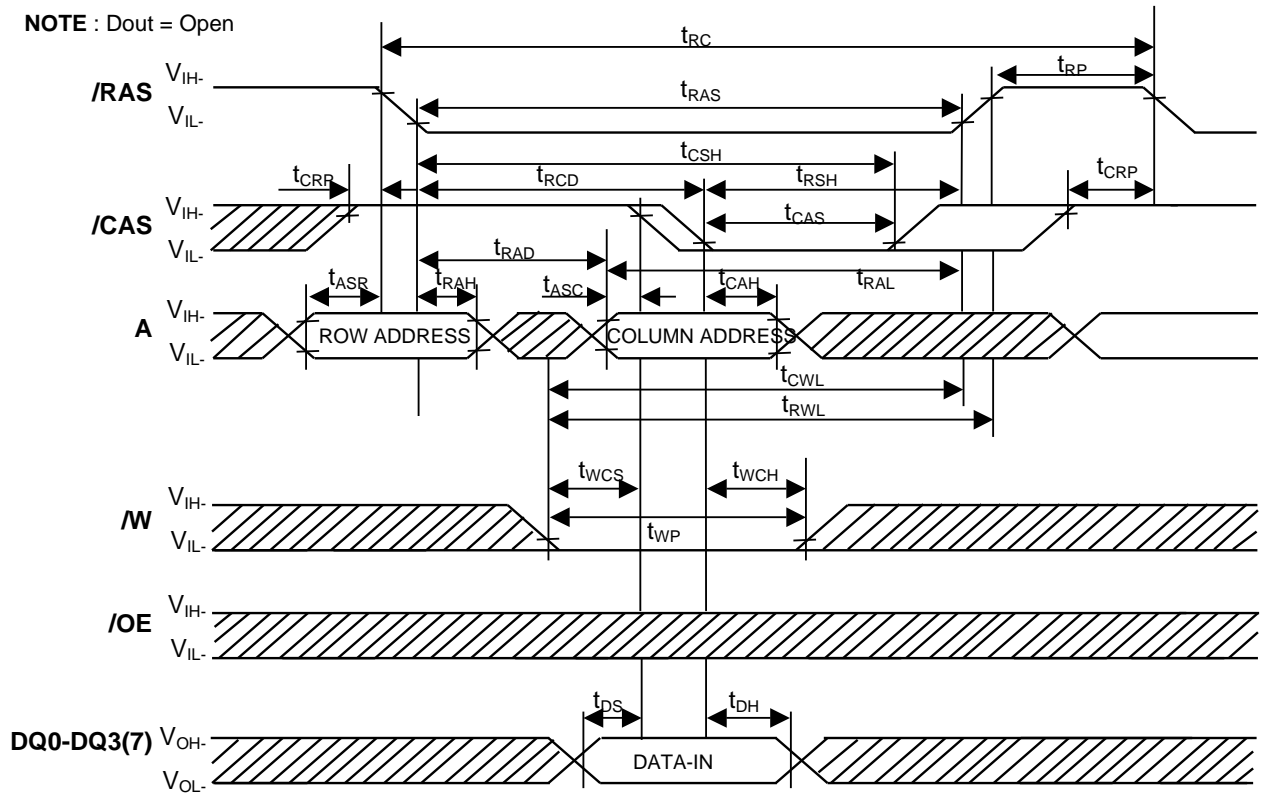 NOTE : Dout = Open
tRC
VIH-
tRP
/RAS
tRAS
VIL-
tCSH
tCRP
tRCD
tRSH
tCRP
VIH-
/CAS
tCAS
VIL-
tRAD
tASR
tRAH
tASC
tCAH
tRAL
VIH-
A
ROW ADDRESS
COLUMN ADDRESS
VIL-
tCWL
tRWL
tWCS
tWCH
VIH-
/W
tWP
VIL-
VIH-
/OE
VIL-
tDS
tDH
DQ0-DQ3(7)
VOH-
DATA-IN
VOL-